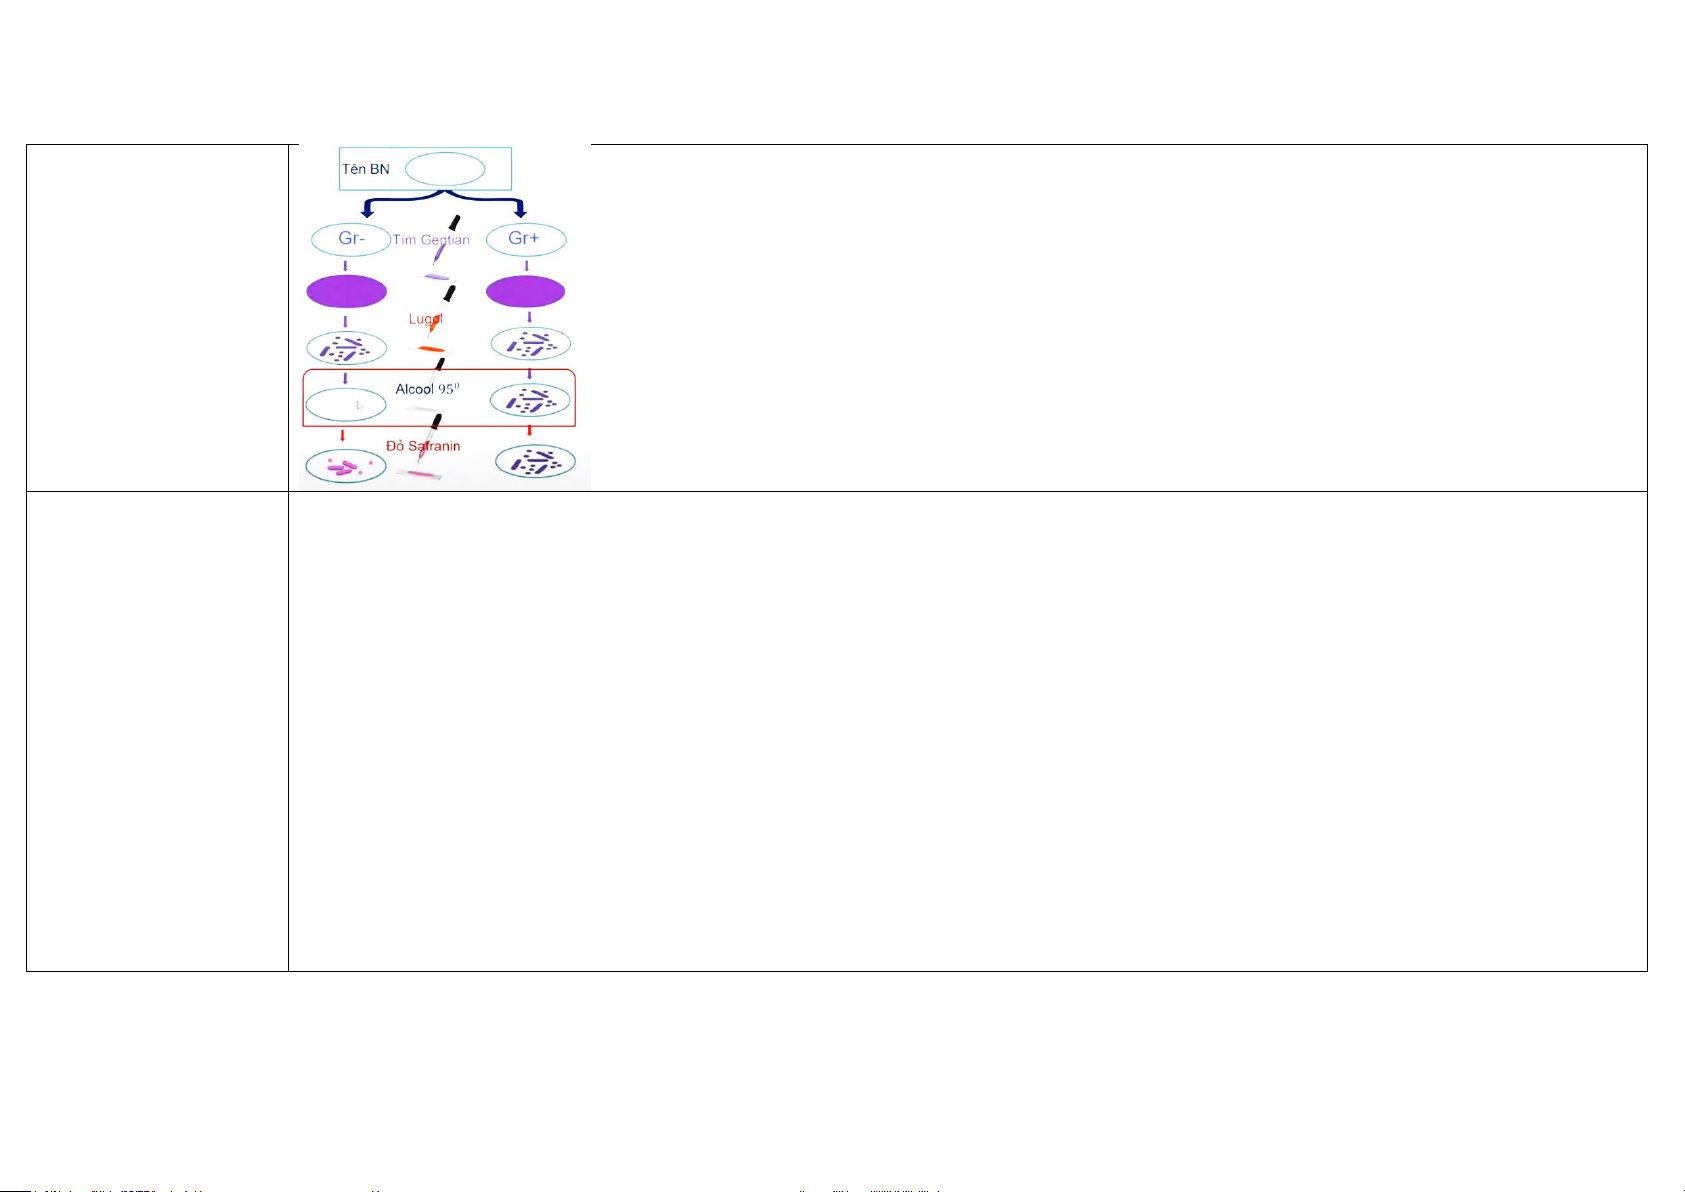 Tên BN
Gr-
Tím Gentian
Gr+
Lugol
Alcool 95⁰
Đỏ Safranin